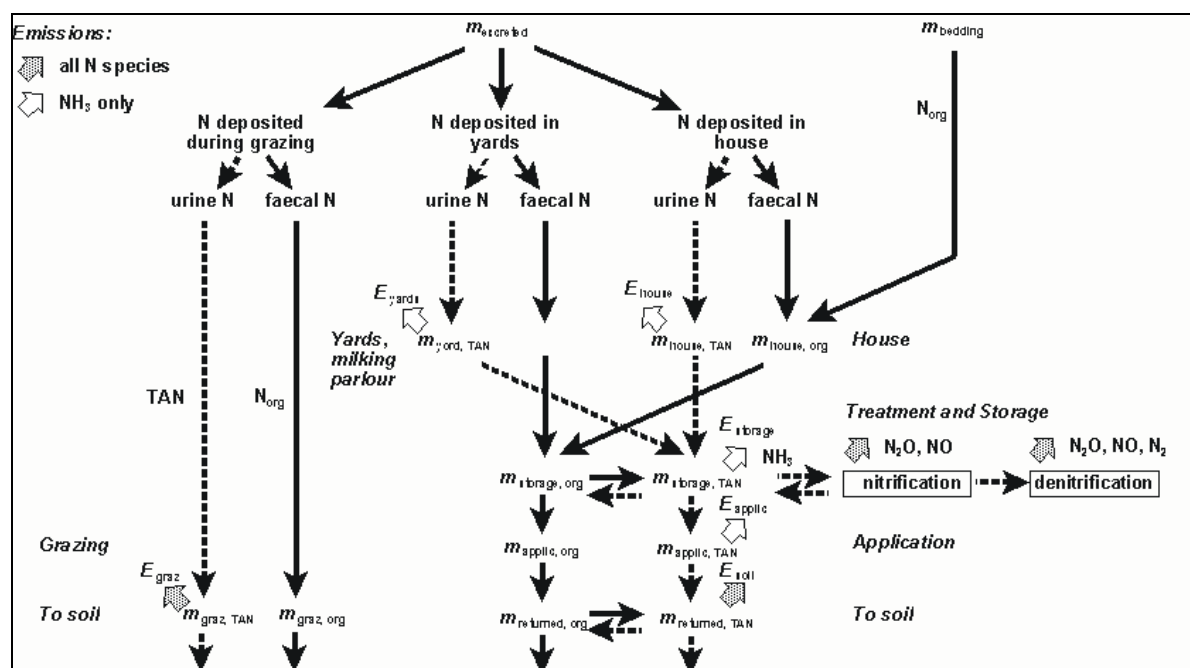 Emissions:
all N species
NH₃ only
m excreted
m bedding
N deposited
during grazing
N deposited in
yards
N deposited in
house
N org
urine N
faecal N
urine N
faecal N
urine N
faecal N
E yards
E house
Yards,
milking
parlour
m yard, TAN
m house, TAN
m house, org
House
TAN
N org
Treatment and Storage
E storage
NH₃
N₂O, NO
N₂O, NO, N₂
m storage, org
m storage, TAN
nitrification
denitrification
E applic
Grazing
m applic, org
m applic, TAN
Application
E graz
E soil
To soil
m graz, TAN
m graz, org
m returned, org
m returned, TAN
To soil